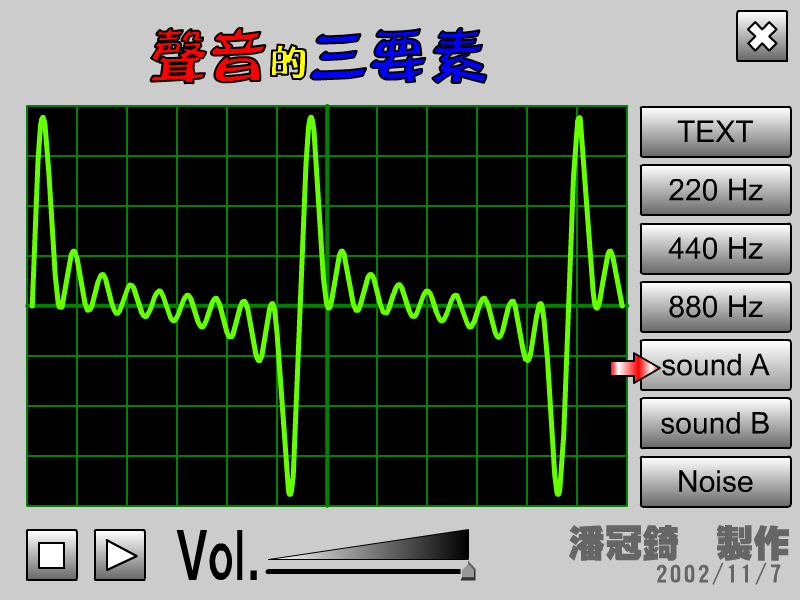 聲音的三要素
TEXT
220 Hz
440 Hz
880 Hz
sound A
sound B
Noise
Vol.
潘冠錡 製作
2002/11/7